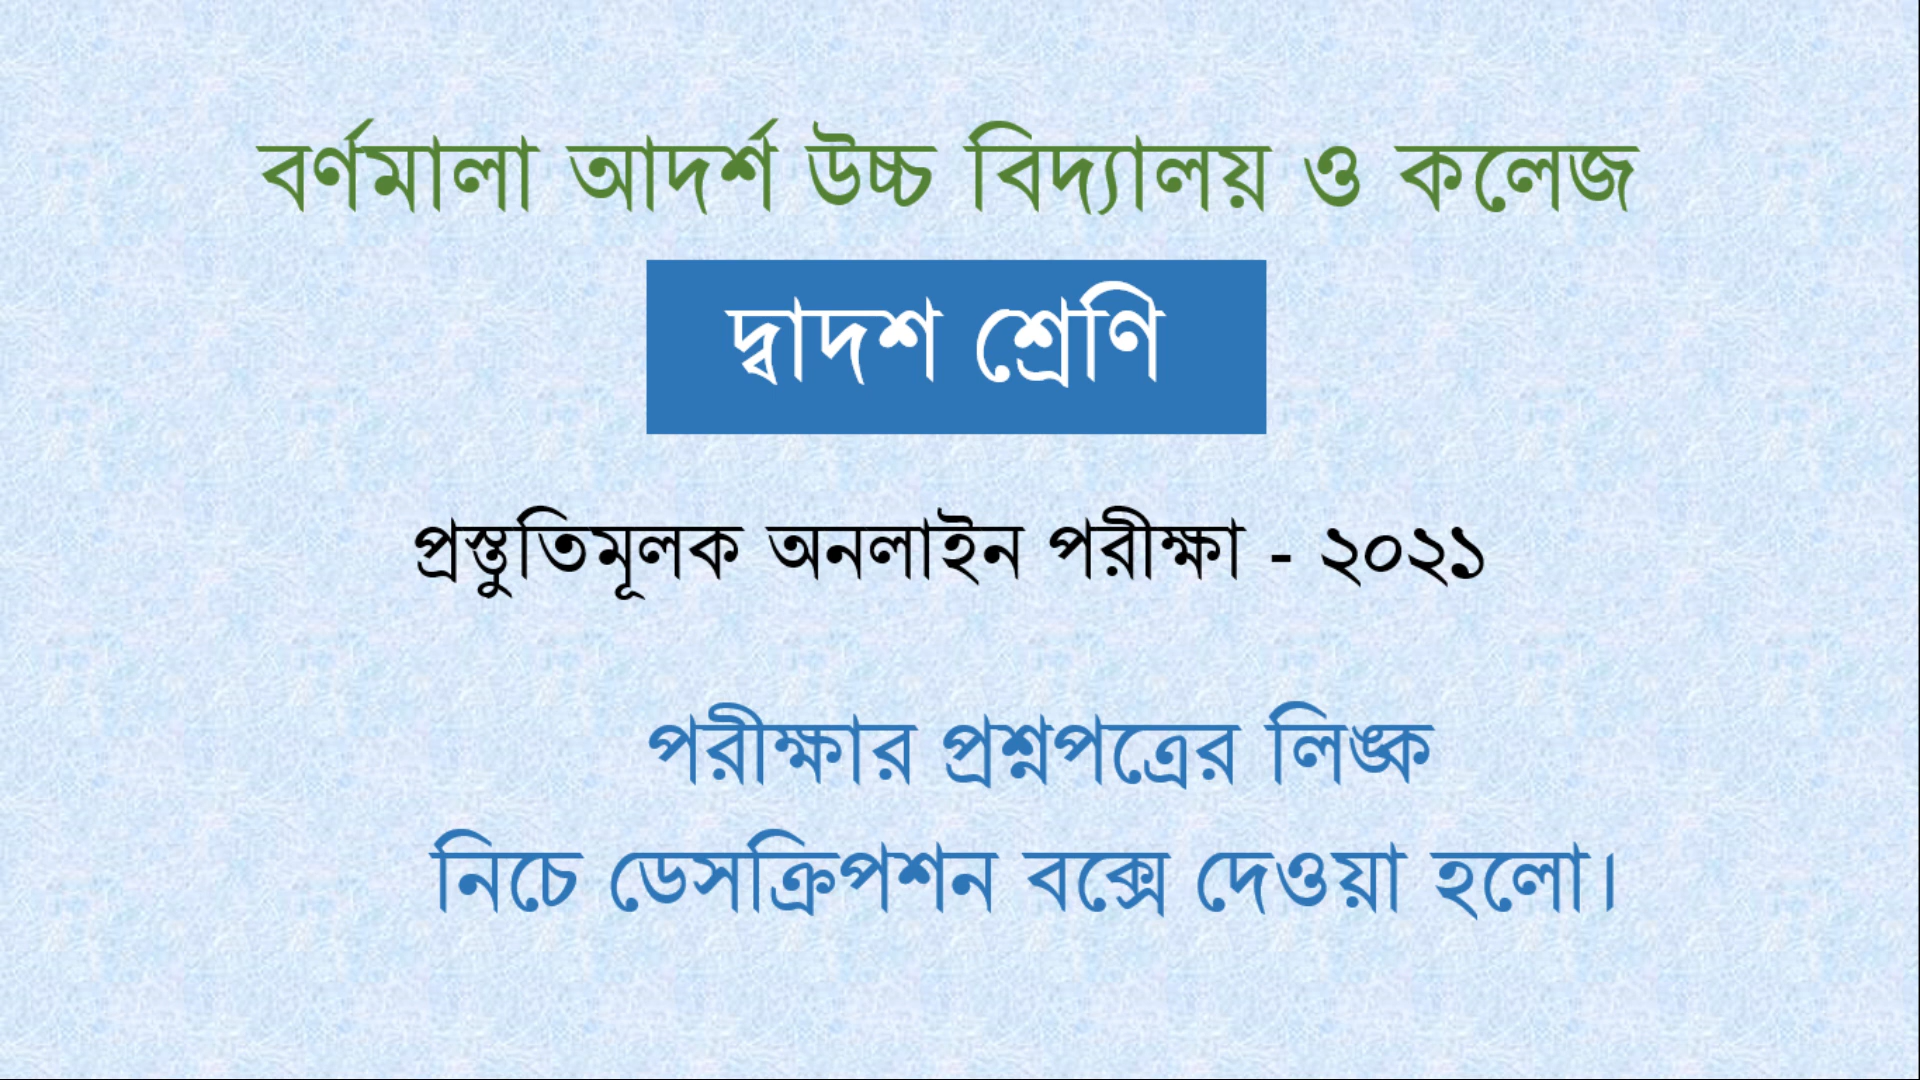 বর্ণমালা আদর্শ উচ্চ বিদ্যালয় ও কলেজ
দ্বাদশ শ্রেণি
প্রস্তুতিমূলক অনলাইন পরীক্ষা - ২০২১
পরীক্ষার প্রশ্নপত্রের লিঙ্ক
নিচে ডেসক্রিপশন বক্সে দেওয়া হলো।